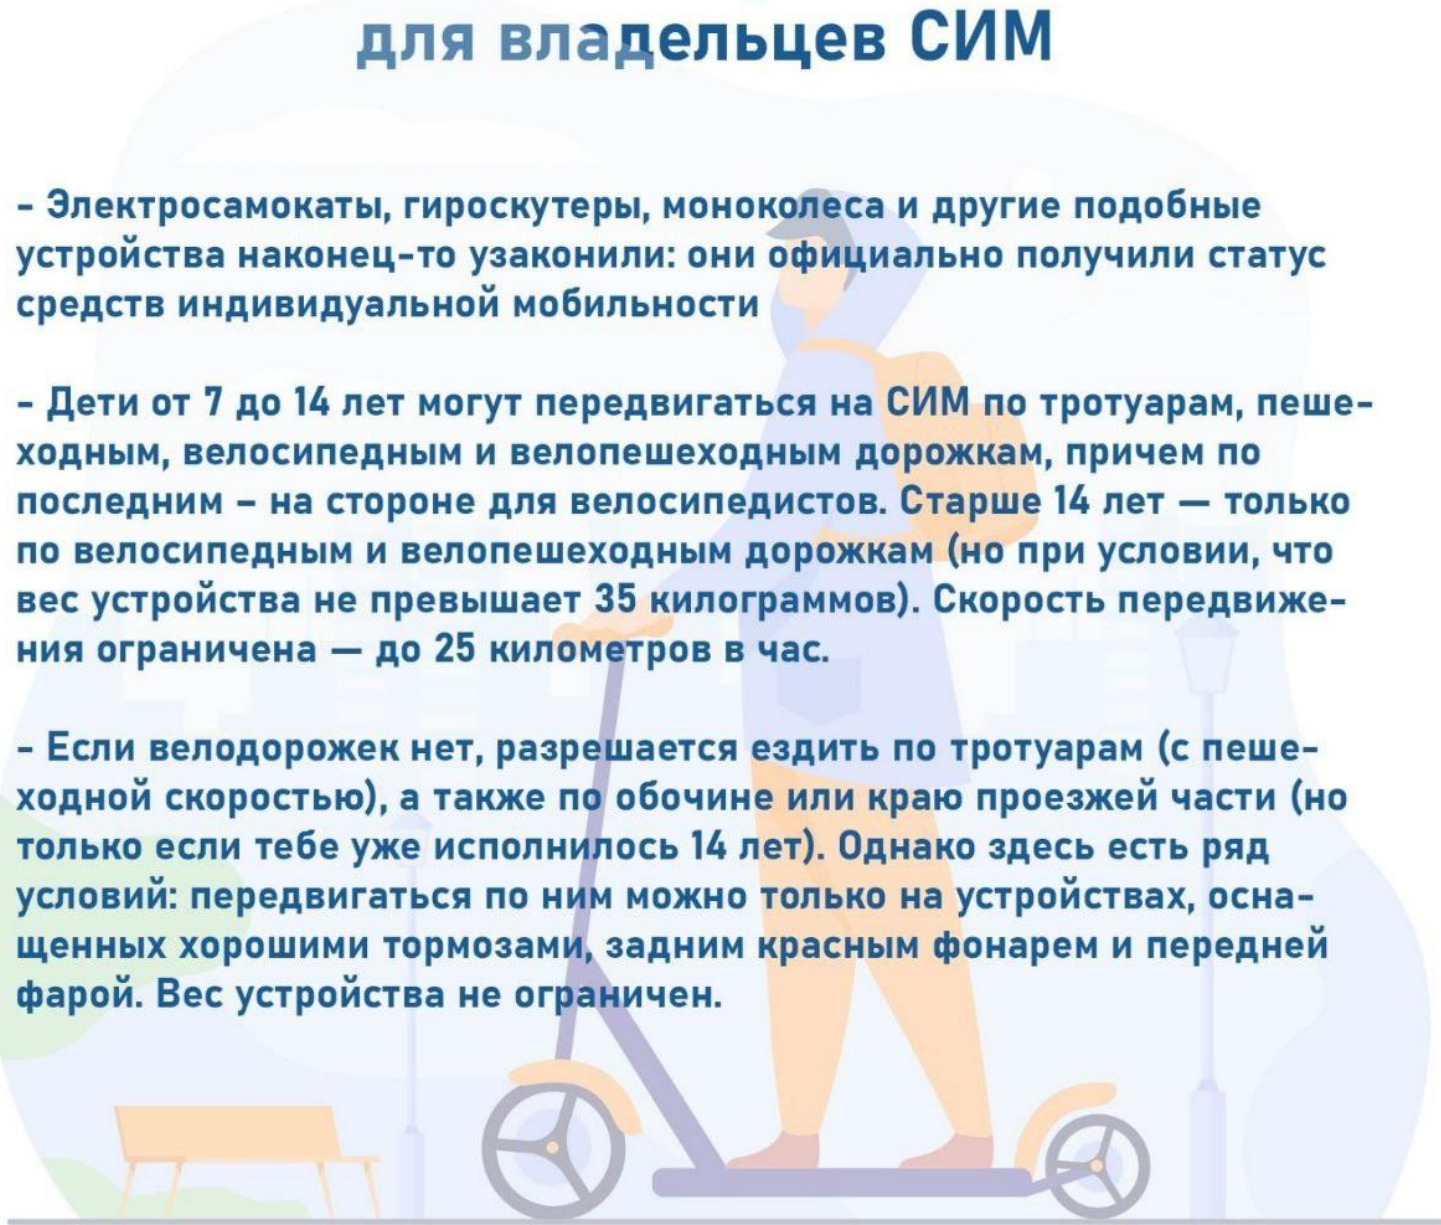 для владельцев СИМ
- Электросамокаты, гироскутеры, моноколеса и другие подобные
устройства наконец-то узаконили: они официально получили статус
средств индивидуальной мобильности
- Дети от 7 до 14 лет могут передвигаться на СИМ по тротуарам, пеше-
ходным, велосипедным и велопешеходным дорожкам, причем по
последним - на стороне для велосипедистов. Старше 14 лет — только
по велосипедным и велопешеходным дорожкам (но при условии, что
вес устройства не превышает 35 килограммов). Скорость передвиже-
ния ограничена — до 25 километров в час.
- Если велодорожек нет, разрешается ездить по тротуарам (с пеше-
ходной скоростью), а также по обочине или краю проезжей части (но
только если тебе уже исполнилось 14 лет). Однако здесь есть ряд
условий: передвигаться по ним можно только на устройствах, осна-
щенных хорошими тормозами, задним красным фонарем и передней
фарой. Вес устройства не ограничен.